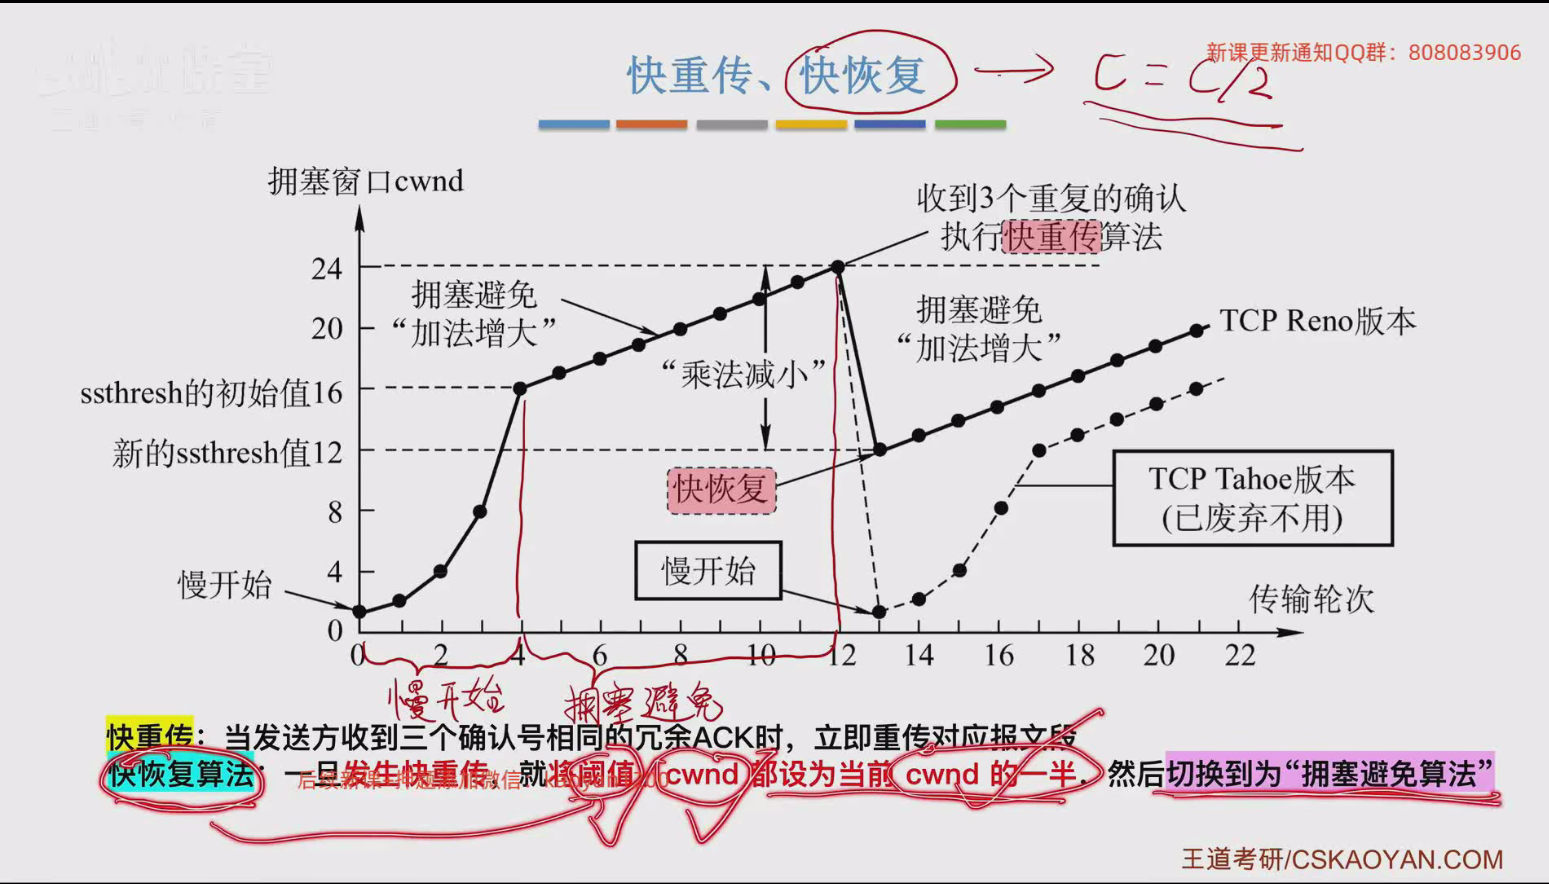 新课更新通知QQ群：808083906
快重传、快恢复 → C = C/2
拥塞窗口cwnd
收到3个重复的确认
执行快重传算法
24
拥塞避免
“加法增大”
拥塞避免
“加法增大”
20
TCP Reno版本
“乘法减小”
ssthresh的初始值16
新的ssthresh值12
快恢复
TCP Tahoe版本
(已废弃不用)
8
慢开始
4
慢开始
传输轮次
0
0 2 4 6 8 10 12 14 16 18 20 22
慢开始 拥塞避免
快重传：当发送方收到三个确认号相同的冗余ACK时，立即重传对应报文段
快恢复算法：一旦发生快重传，就将阈值、cwnd 都设为当前 cwnd 的一半，然后切换到为“拥塞避免算法”
王道考研/CSKAOYAN.COM